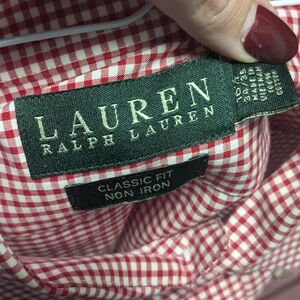 LAUREN
RALPH LAUREN
CLASSIC FIT
NON IRON